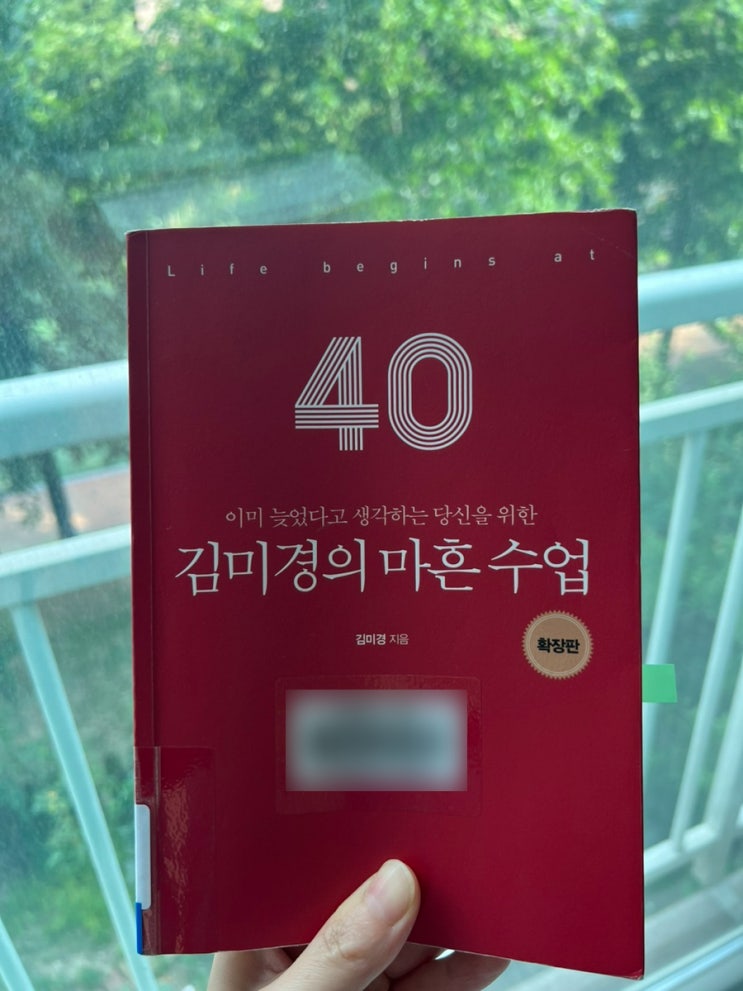 Life begins at
40
이미 늦었다고 생각하는 당신을 위한
김미경의 마흔 수업
김미경 지음
확장판